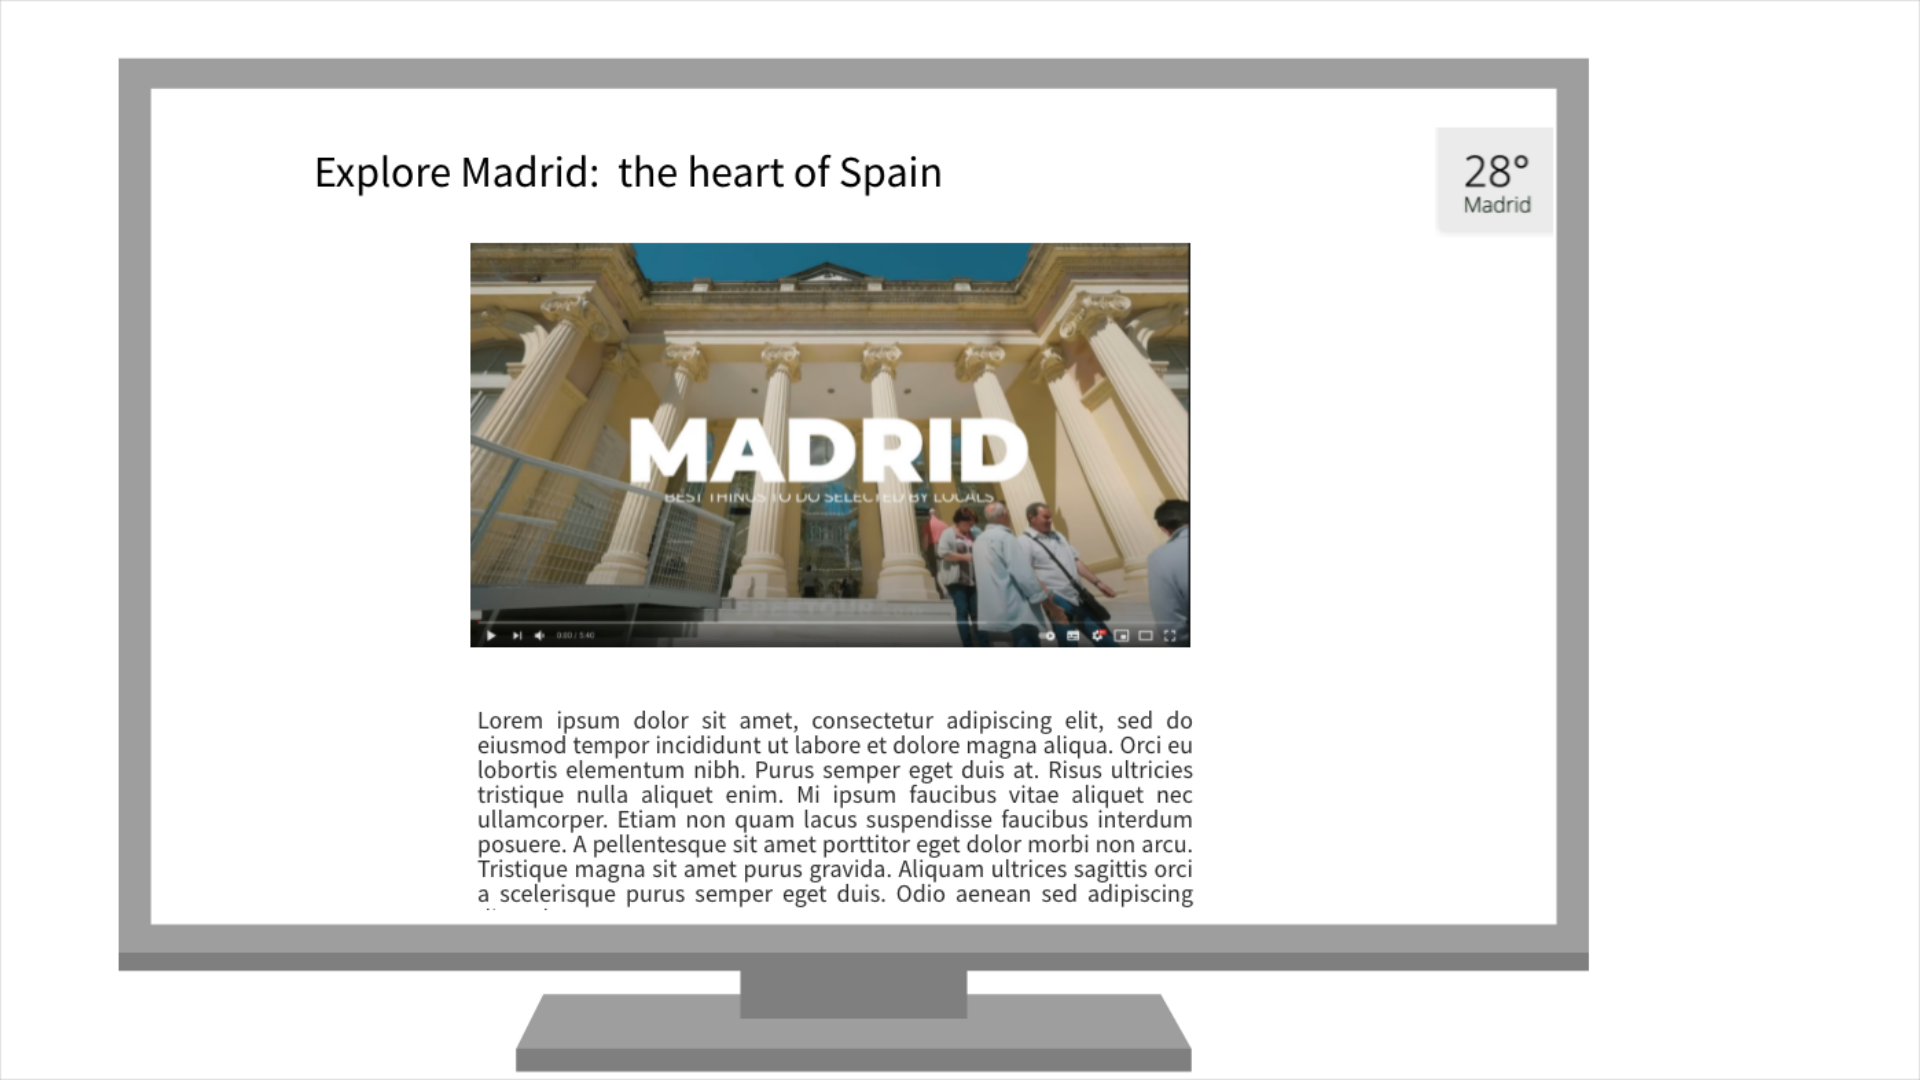 Explore Madrid:  the heart of Spain
28°
Madrid
MADRID
BEST THINGS TO DO SELECTED BY LOCALS
0:00 / 5:40
Lorem ipsum dolor sit amet, consectetur adipiscing elit, sed do
eiusmod tempor incididunt ut labore et dolore magna aliqua. Orci eu
lobortis elementum nibh. Purus semper eget duis at. Risus ultricies
tristique nulla aliquet enim. Mi ipsum faucibus vitae aliquet nec
ullamcorper. Etiam non quam lacus suspendisse faucibus interdum
posuere. A pellentesque sit amet porttitor eget dolor morbi non arcu.
Tristique magna sit amet purus gravida. Aliquam ultrices sagittis orci
a scelerisque purus semper eget duis. Odio aenean sed adipiscing